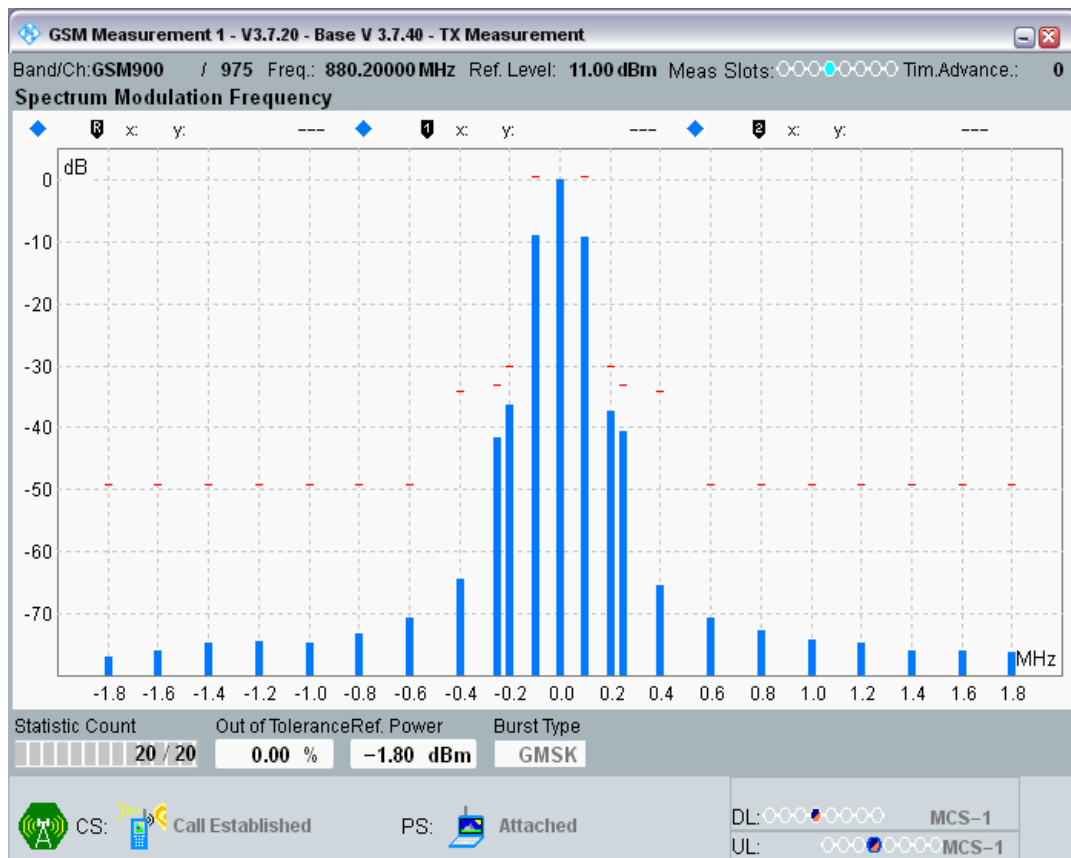 GSM Measurement 1 - V3.7.20 - Base V 3.7.40 - TX Measurement
Band/Ch:GSM900 / 975 Freq.: 880.20000 MHz Ref. Level: 11.00 dBm Meas Slots: Tim.Advance.: 0
Spectrum Modulation Frequency
R x: y: --- 1 x: y: --- 2 x: y: ---
dB
0
-10
-20
-30
-40
-50
-60
-70
MHz
-1.8 -1.6 -1.4 -1.2 -1.0 -0.8 -0.6 -0.4 -0.2 0.0 0.2 0.4 0.6 0.8 1.0 1.2 1.4 1.6 1.8
Statistic Count Out of Tolerance Ref. Power Burst Type
20 / 20 0.00 % −1.80 dBm GMSK
CS: Call Established PS: Attached
DL: MCS−1
UL: MCS−1